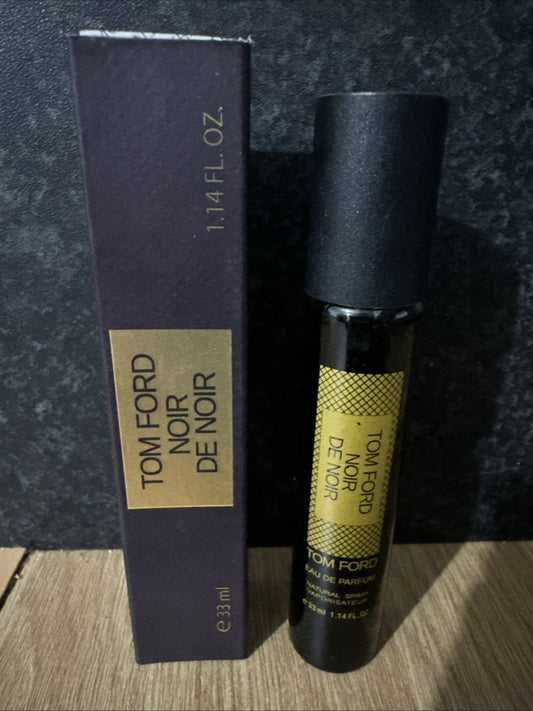 1.14 FL. OZ.
TOM FORD
NOIR
DE NOIR
e 33 ml
TOM FORD
NOIR
DE NOIR
TOM FORD
EAU DE PARFUM
NATURAL SPRAY
VAPORISATEUR
e 33 ml 1.14 FL. OZ.